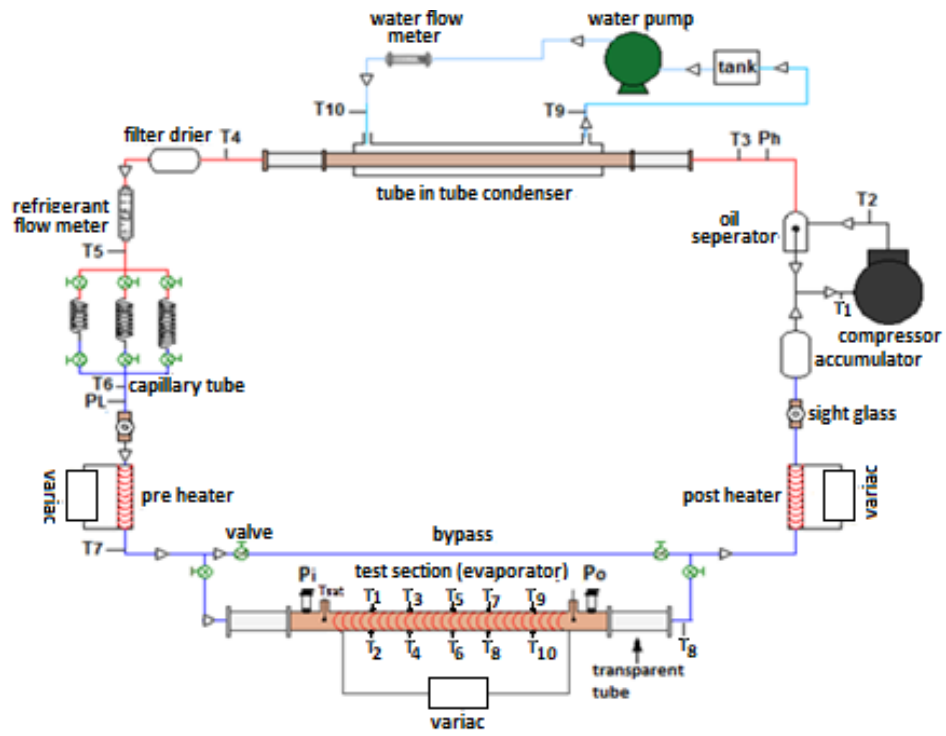 water flow
meter
water pump
tank
T10
T9
filter drier
T4
T3
Ph
tube in tube condenser
T2
refrigerant
flow meter
oil
seperator
T5
T1
compressor
accumulator
T6
capillary tube
PL
sight glass
variac
pre heater
post heater
variac
valve
bypass
T7
test section (evaporator)
Pi
Tsat
T1
T3
T5
T7
T9
Po
T2
T4
T6
T8
T10
T8
transparent
tube
variac